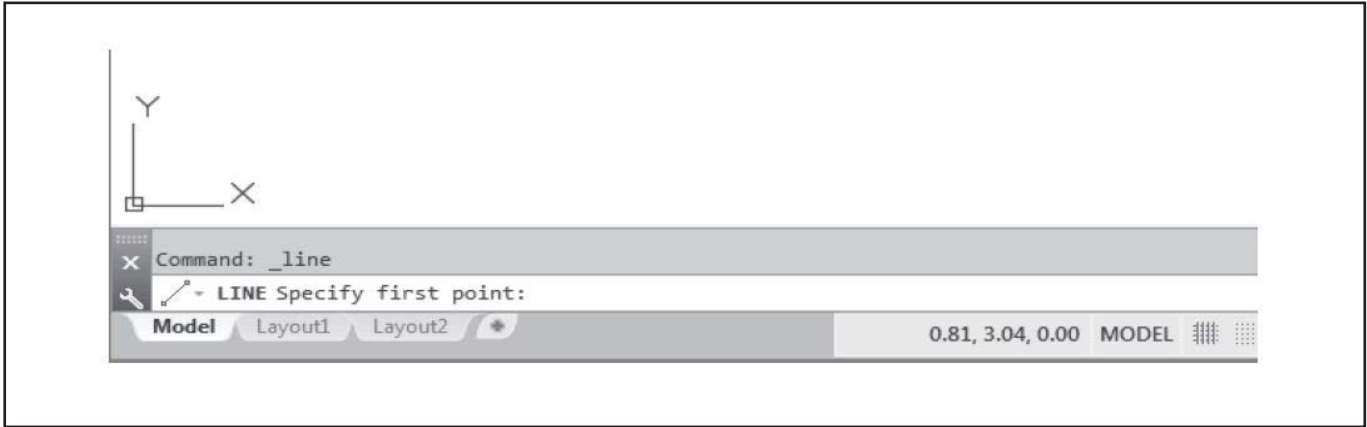 Y
X
Command: _line
LINE Specify first point:
Model Layout1 Layout2 +
0.81, 3.04, 0.00 MODEL